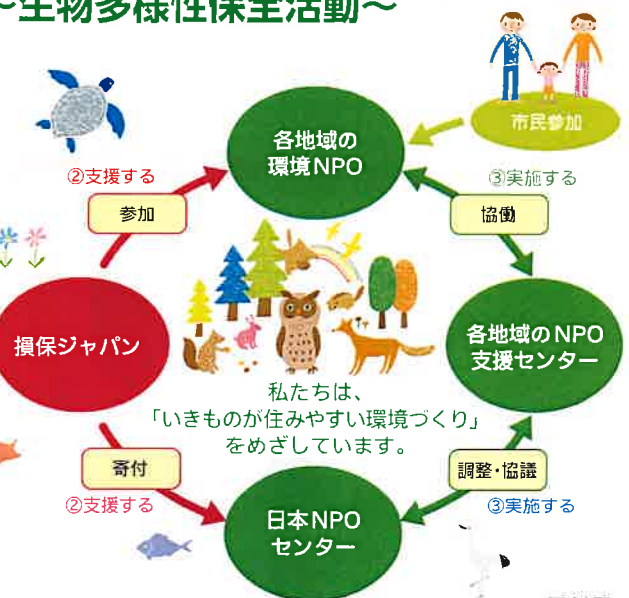 ～生物多様性保全活動～
市民参加
各地域の
環境NPO
②支援する
③実施する
参加
協働
損保ジャパン
各地域のNPO
支援センター
私たちは、
「いきものが住みやすい環境づくり」
をめざしています。
寄付
調整・協議
②支援する
③実施する
日本NPO
センター